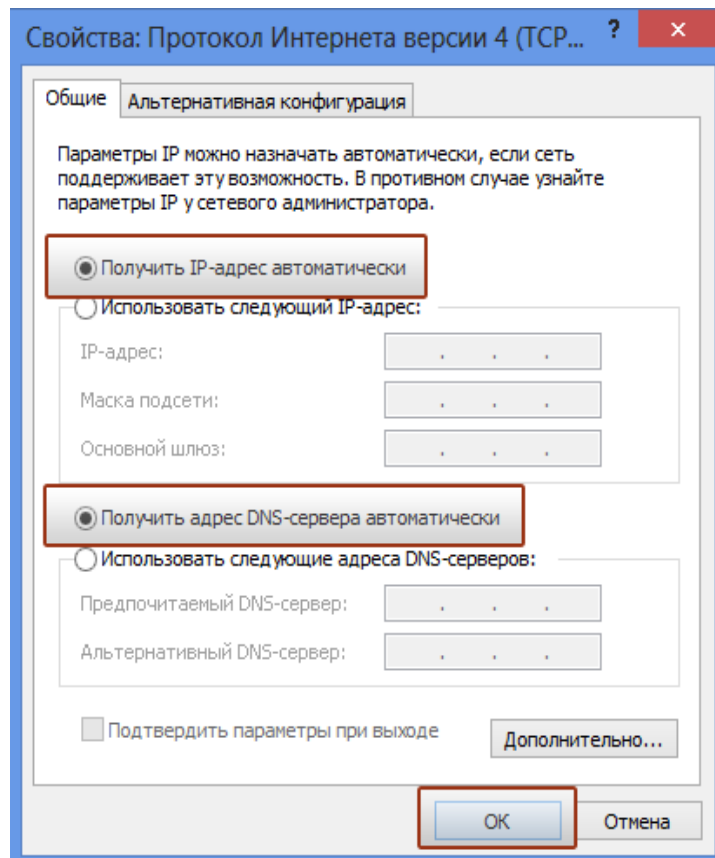 Свойства: Протокол Интернета версии 4 (TCP...
?
×
Общие
Альтернативная конфигурация
Параметры IP можно назначать автоматически, если сеть
поддерживает эту возможность. В противном случае узнайте
параметры IP у сетевого администратора.
Получить IP-адрес автоматически
Использовать следующий IP-адрес:
IP-адрес:
Маска подсети:
Основной шлюз:
Получить адрес DNS-сервера автоматически
Использовать следующие адреса DNS-серверов:
Предпочитаемый DNS-сервер:
Альтернативный DNS-сервер:
Подтвердить параметры при выходе
Дополнительно...
ОК
Отмена